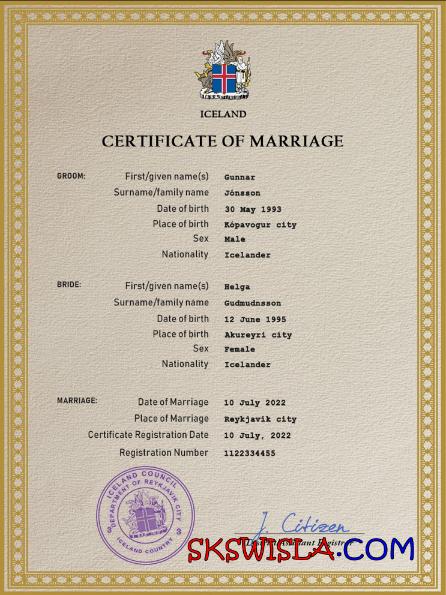 ICELAND
CERTIFICATE OF MARRIAGE
GROOM: First/given name(s) Gunnar
Surname/family name Jónsson
Date of birth 30 May 1993
Place of birth Kópavogur city
Sex Male
Nationality Icelander
BRIDE: First/given name(s) Helga
Surname/family name Gudmudnsson
Date of birth 12 June 1995
Place of birth Akureyri city
Sex Female
Nationality Icelander
MARRIAGE: Date of Marriage 10 July 2022
Place of Marriage Reykjavik city
Certificate Registration Date 10 July, 2022
Registration Number 1122334455
ICELAND COUNCIL
DEPARTMENT OF REYKJAVIK CITY
ICELAND COUNTRY
J. Citizen
SKSWISLA.COM